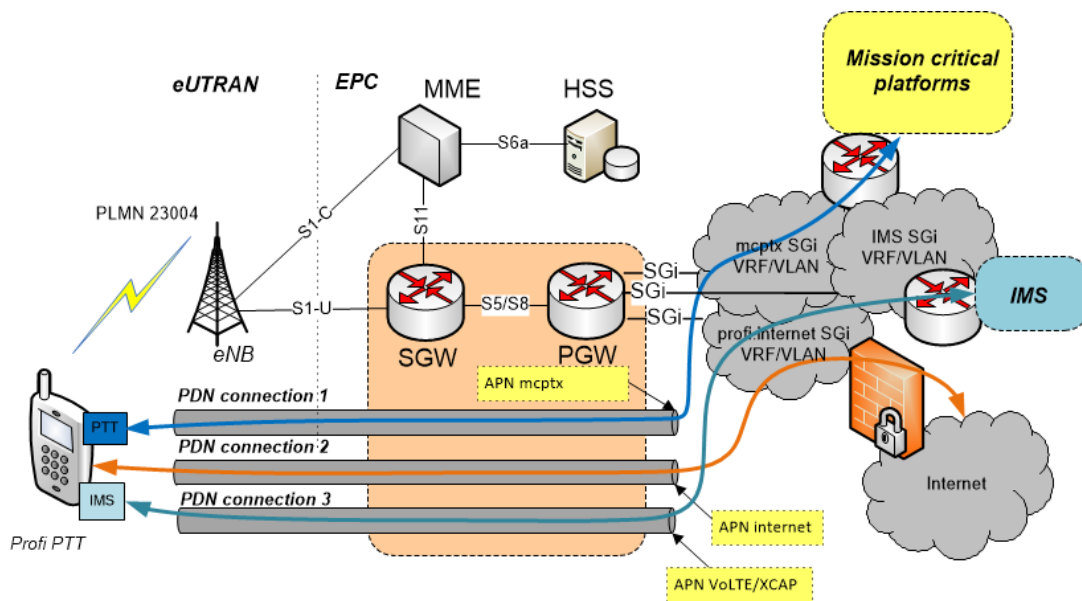 Mission critical
platforms
eUTRAN
EPC
MME
HSS
S6a
PLMN 23004
S1-C
S11
mcptx SGi
VRF/VLAN
IMS SGi
VRF/VLAN
SGi
SGi
SGi
IMS
S1-U
S5/S8
eNB
SGW
PGW
profi.internet SGi
VRF/VLAN
APN mcptx
PDN connection 1
PTT
PDN connection 2
PDN connection 3
IMS
Internet
APN internet
Profi PTT
APN VoLTE/XCAP